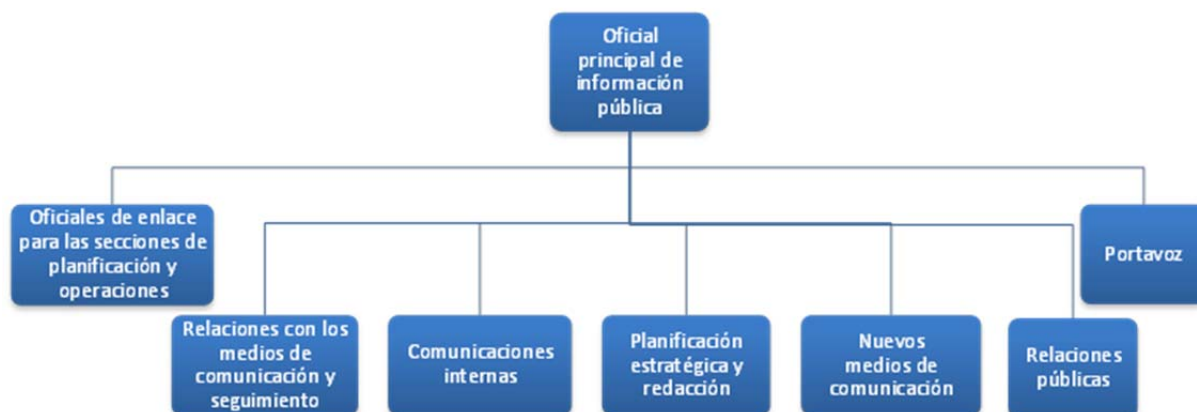 Oficial
principal de
información
pública
Oficiales de enlace
para las secciones de
planificación y
operaciones
Portavoz
Relaciones con los
medios de
comunicación y
seguimiento
Comunicaciones
internas
Planificación
estratégica y
redacción
Nuevos
medios de
comunicación
Relaciones
públicas